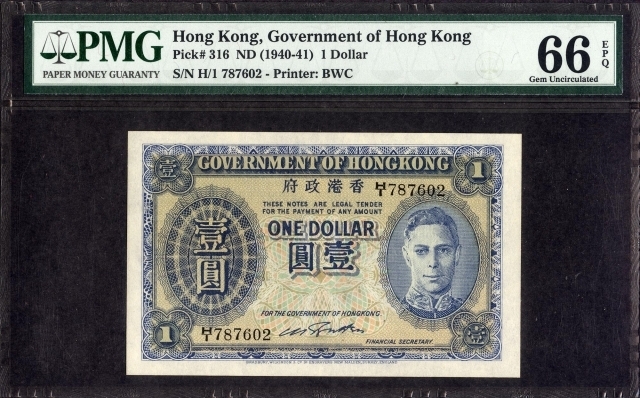 PMG
PAPER MONEY GUARANTY
Hong Kong, Government of Hong Kong
Pick# 316 ND (1940-41) 1 Dollar
S/N H/1 787602 - Printer: BWC
66 EPQ
Gem Uncirculated
壹 GOVERNMENT OF HONGKONG 1
府政港香 H/1 787602
THESE NOTES ARE LEGAL TENDER
FOR THE PAYMENT OF ANY AMOUNT
ONE DOLLAR
圓壹
壹圓
FOR THE GOVERNMENT OF HONGKONG.
H/1 787602
FINANCIAL SECRETARY.
1 壹